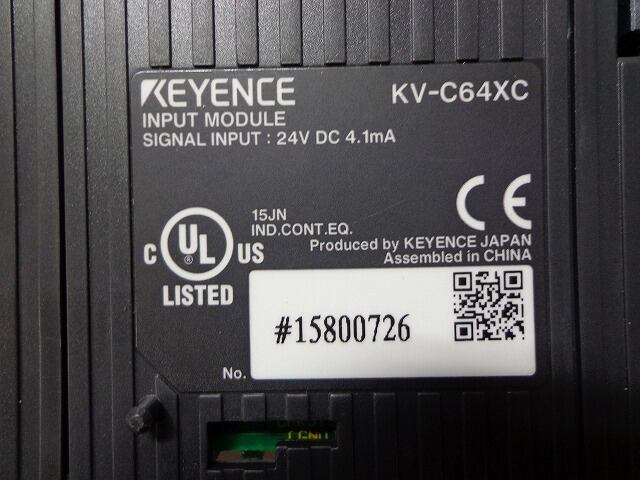 KEYENCE KV-C64XC
INPUT MODULE
SIGNAL INPUT : 24V DC 4.1mA
15JN
IND.CONT.EQ.
C UL ® US
LISTED
CE
Produced by KEYENCE JAPAN
Assembled in CHINA
No. #15800726